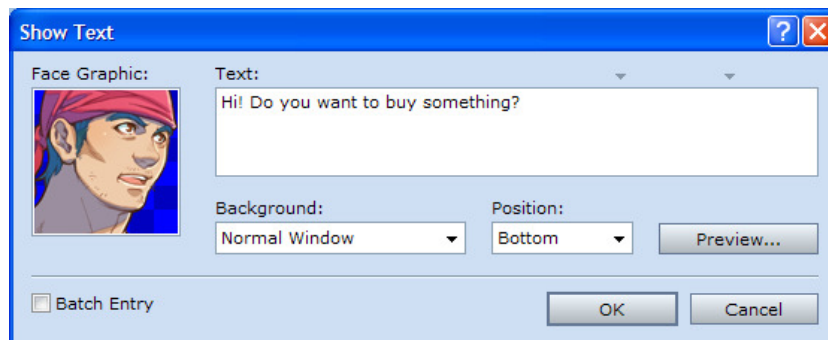 Show Text
Face Graphic:
Text:
Hi! Do you want to buy something?
Background:
Position:
Normal Window
Bottom
Preview...
Batch Entry
OK
Cancel